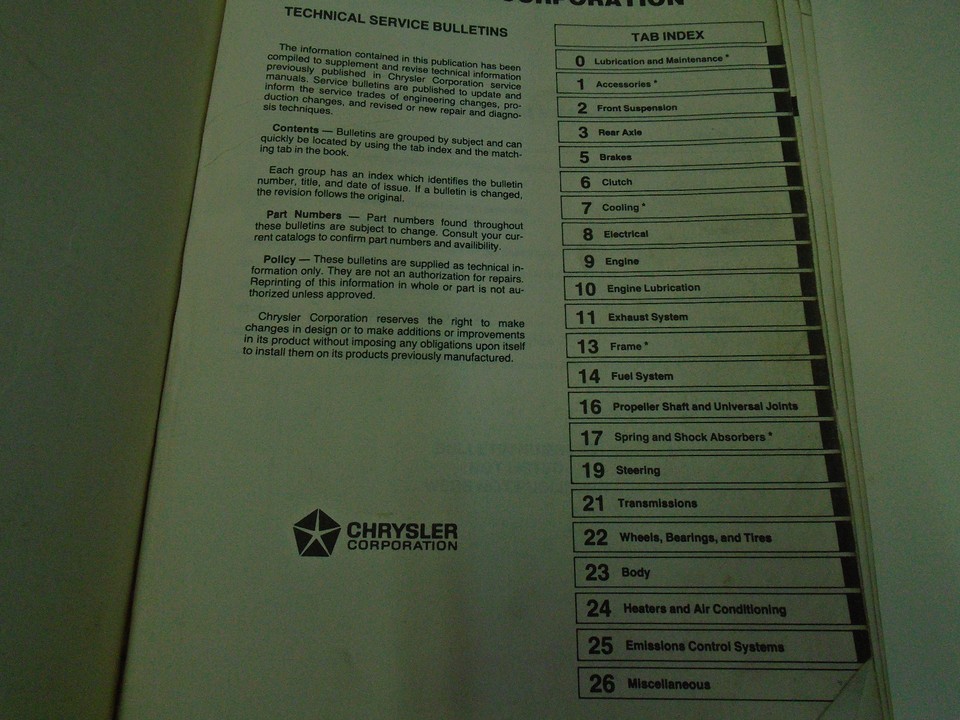 CORPORATION
TECHNICAL SERVICE BULLETINS
The information contained in this publication has been
compiled to supplement and revise technical information
previously published in Chrysler Corporation service
manuals. Service bulletins are published to update and
inform the service trades of engineering changes, pro-
duction changes, and revised or new repair and diagno-
sis techniques.
Contents — Bulletins are grouped by subject and can
quickly be located by using the tab index and the match-
ing tab in the book.
Each group has an index which identifies the bulletin
number, title, and date of issue. If a bulletin is changed,
the revision follows the original.
Part Numbers — Part numbers found throughout
these bulletins are subject to change. Consult your cur-
rent catalogs to confirm part numbers and availibility.
Policy — These bulletins are supplied as technical in-
formation only. They are not an authorization for repairs.
Reprinting of this information in whole or part is not au-
thorized unless approved.
Chrysler Corporation reserves the right to make
changes in design or to make additions or improvements
in its product without imposing any obligations upon itself
to install them on its products previously manufactured.
CHRYSLER
CORPORATION
TAB INDEX
0 Lubrication and Maintenance *
1 Accessories *
2 Front Suspension
3 Rear Axle
5 Brakes
6 Clutch
7 Cooling *
8 Electrical
9 Engine
10 Engine Lubrication
11 Exhaust System
13 Frame *
14 Fuel System
16 Propeller Shaft and Universal Joints
17 Spring and Shock Absorbers *
19 Steering
21 Transmissions
22 Wheels, Bearings, and Tires
23 Body
24 Heaters and Air Conditioning
25 Emissions Control Systems
26 Miscellaneous